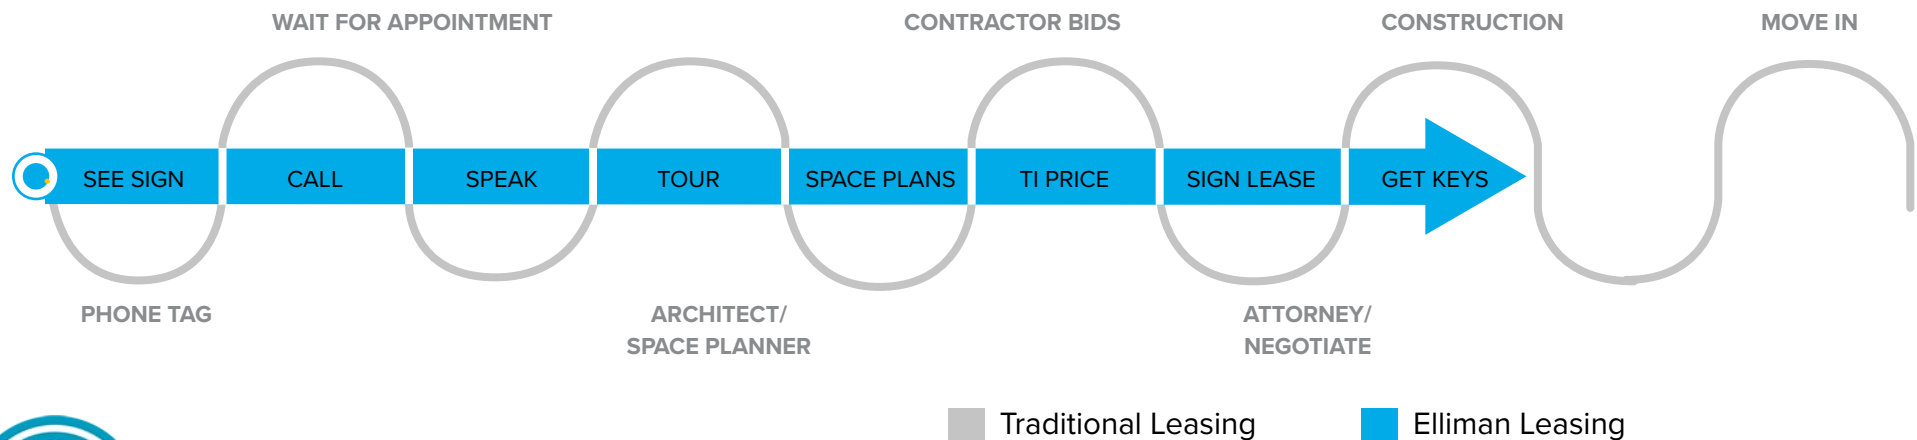 WAIT FOR APPOINTMENT
CONTRACTOR BIDS
CONSTRUCTION
MOVE IN
SEE SIGN
CALL
SPEAK
TOUR
SPACE PLANS
TI PRICE
SIGN LEASE
GET KEYS
PHONE TAG
ARCHITECT/
SPACE PLANNER
ATTORNEY/
NEGOTIATE
Traditional Leasing
Elliman Leasing